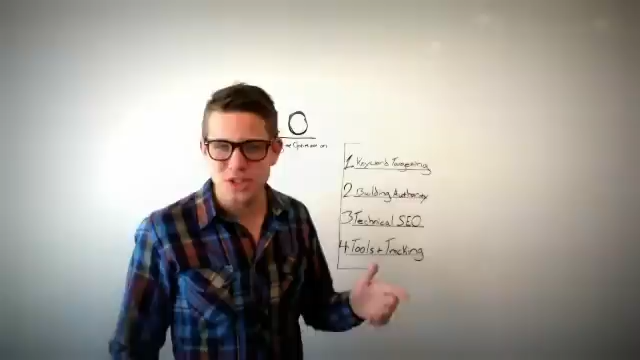 O
1 Keyword Targeting
2 Building Authority
3 Technical SEO
4 Tools + Tracking